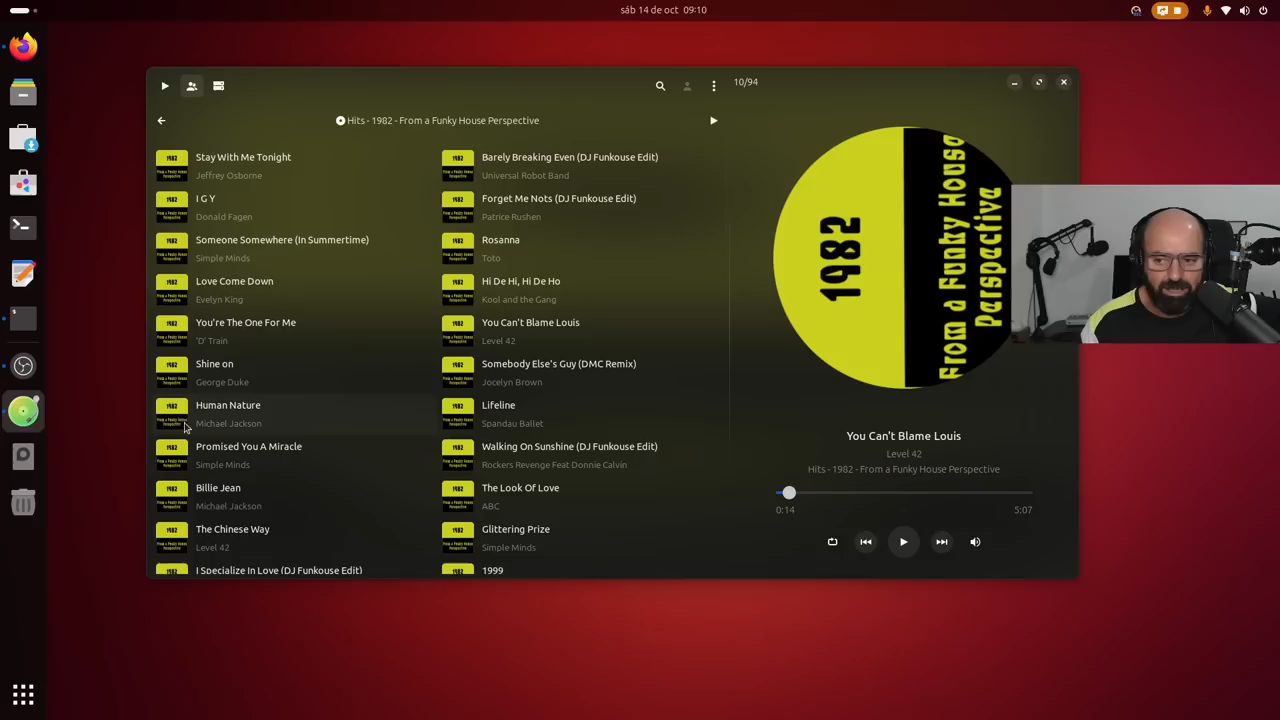 sáb 14 de oct 09:10
10/94
Hits - 1982 - From a Funky House Perspective
Stay With Me Tonight
Jeffrey Osborne
I G Y
Donald Fagen
Someone Somewhere (In Summertime)
Simple Minds
Love Come Down
Evelyn King
You're The One For Me
'D' Train
Shine on
George Duke
Human Nature
Michael Jackson
Promised You A Miracle
Simple Minds
Billie Jean
Michael Jackson
The Chinese Way
Level 42
I Specialize In Love (DJ Funkouse Edit)
Barely Breaking Even (DJ Funkouse Edit)
Universal Robot Band
Forget Me Nots (DJ Funkouse Edit)
Patrice Rushen
Rosanna
Toto
Hi De Hi, Hi De Ho
Kool and the Gang
You Can't Blame Louis
Level 42
Somebody Else's Guy (DMC Remix)
Jocelyn Brown
Lifeline
Spandau Ballet
Walking On Sunshine (DJ Funkouse Edit)
Rockers Revenge Feat Donnie Calvin
The Look Of Love
ABC
Glittering Prize
Simple Minds
1999
1982
From a Funky House
Perspective
You Can't Blame Louis
Level 42
Hits - 1982 - From a Funky House Perspective
0:14
5:07